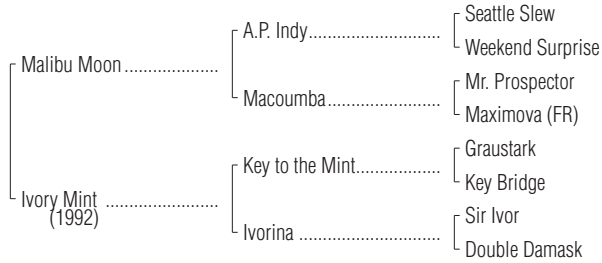 Seattle Slew
A.P. Indy......................................
Weekend Surprise
Malibu Moon ....................
Mr. Prospector
Macoumba.................................
Maximova (FR)
Graustark
Key to the Mint.........................
Key Bridge
Ivory Mint ........................
(1992)
Sir Ivor
Ivorina .........................................
Double Damask